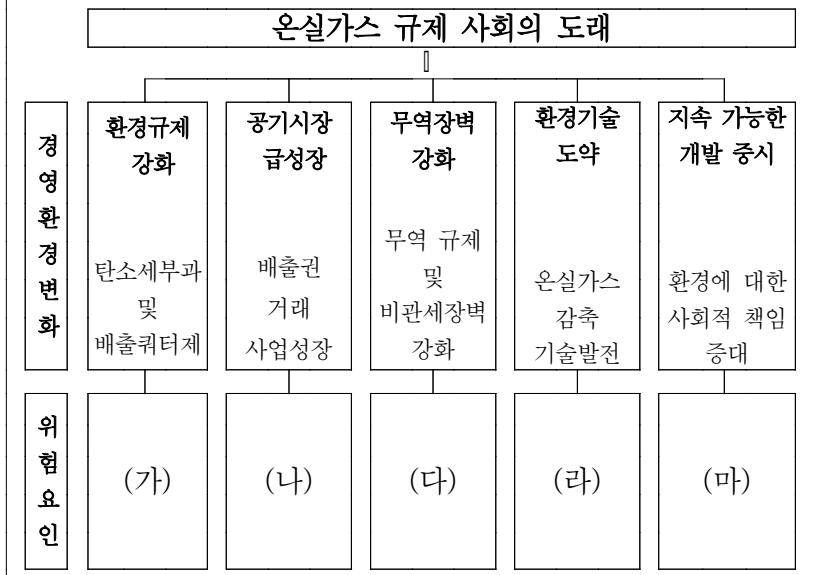 온실가스 규제 사회의 도래
경영환경변화
환경규제
강화
탄소세부과
및
배출쿼터제
공기시장
급성장
배출권
거래
사업성장
무역장벽
강화
무역 규제
및
비관세장벽
강화
환경기술
도약
온실가스
감축
기술발전
지속 가능한
개발 중시
환경에 대한
사회적 책임
증대
위험요인
(가)
(나)
(다)
(라)
(마)